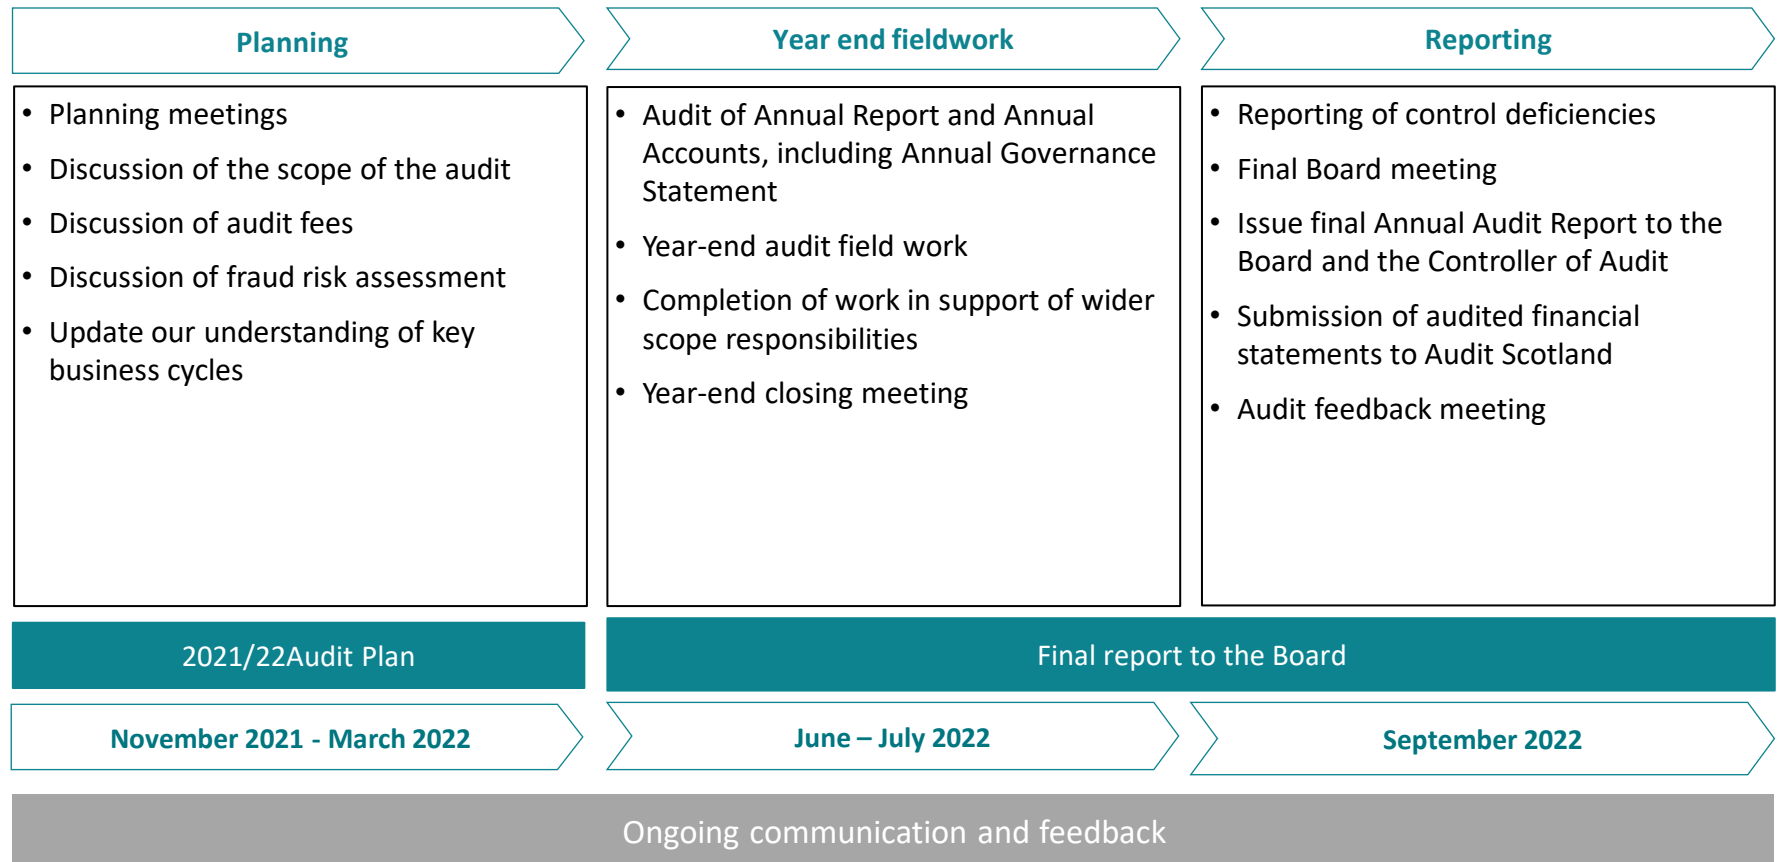 Planning
• Planning meetings
• Discussion of the scope of the audit
• Discussion of audit fees
• Discussion of fraud risk assessment
• Update our understanding of key
business cycles
Year end fieldwork
• Audit of Annual Report and Annual
Accounts, including Annual Governance
Statement
• Year-end audit field work
• Completion of work in support of wider
scope responsibilities
• Year-end closing meeting
Reporting
• Reporting of control deficiencies
• Final Board meeting
• Issue final Annual Audit Report to the
Board and the Controller of Audit
• Submission of audited financial
statements to Audit Scotland
• Audit feedback meeting
2021/22Audit Plan
Final report to the Board
November 2021 - March 2022
June – July 2022
September 2022
Ongoing communication and feedback